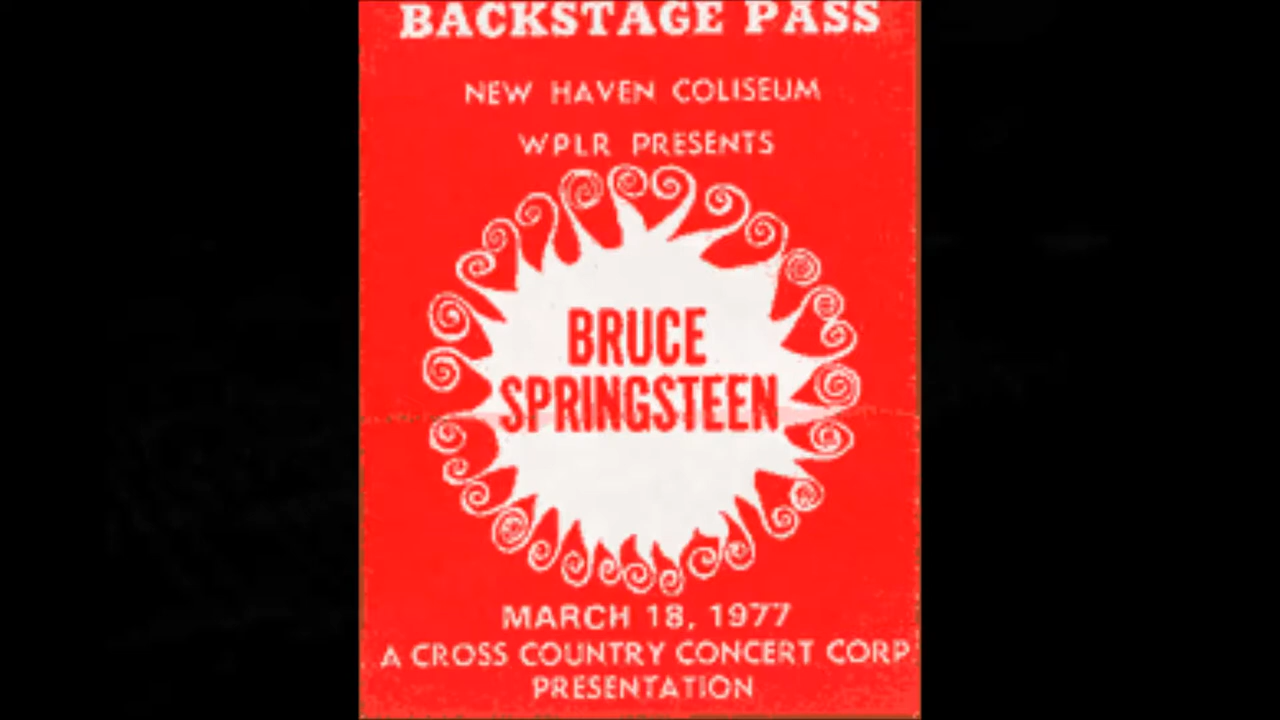 BACKSTAGE PASS
NEW HAVEN COLISEUM
WPLR PRESENTS
BRUCE
SPRINGSTEEN
MARCH 18, 1977
A CROSS COUNTRY CONCERT CORP
PRESENTATION